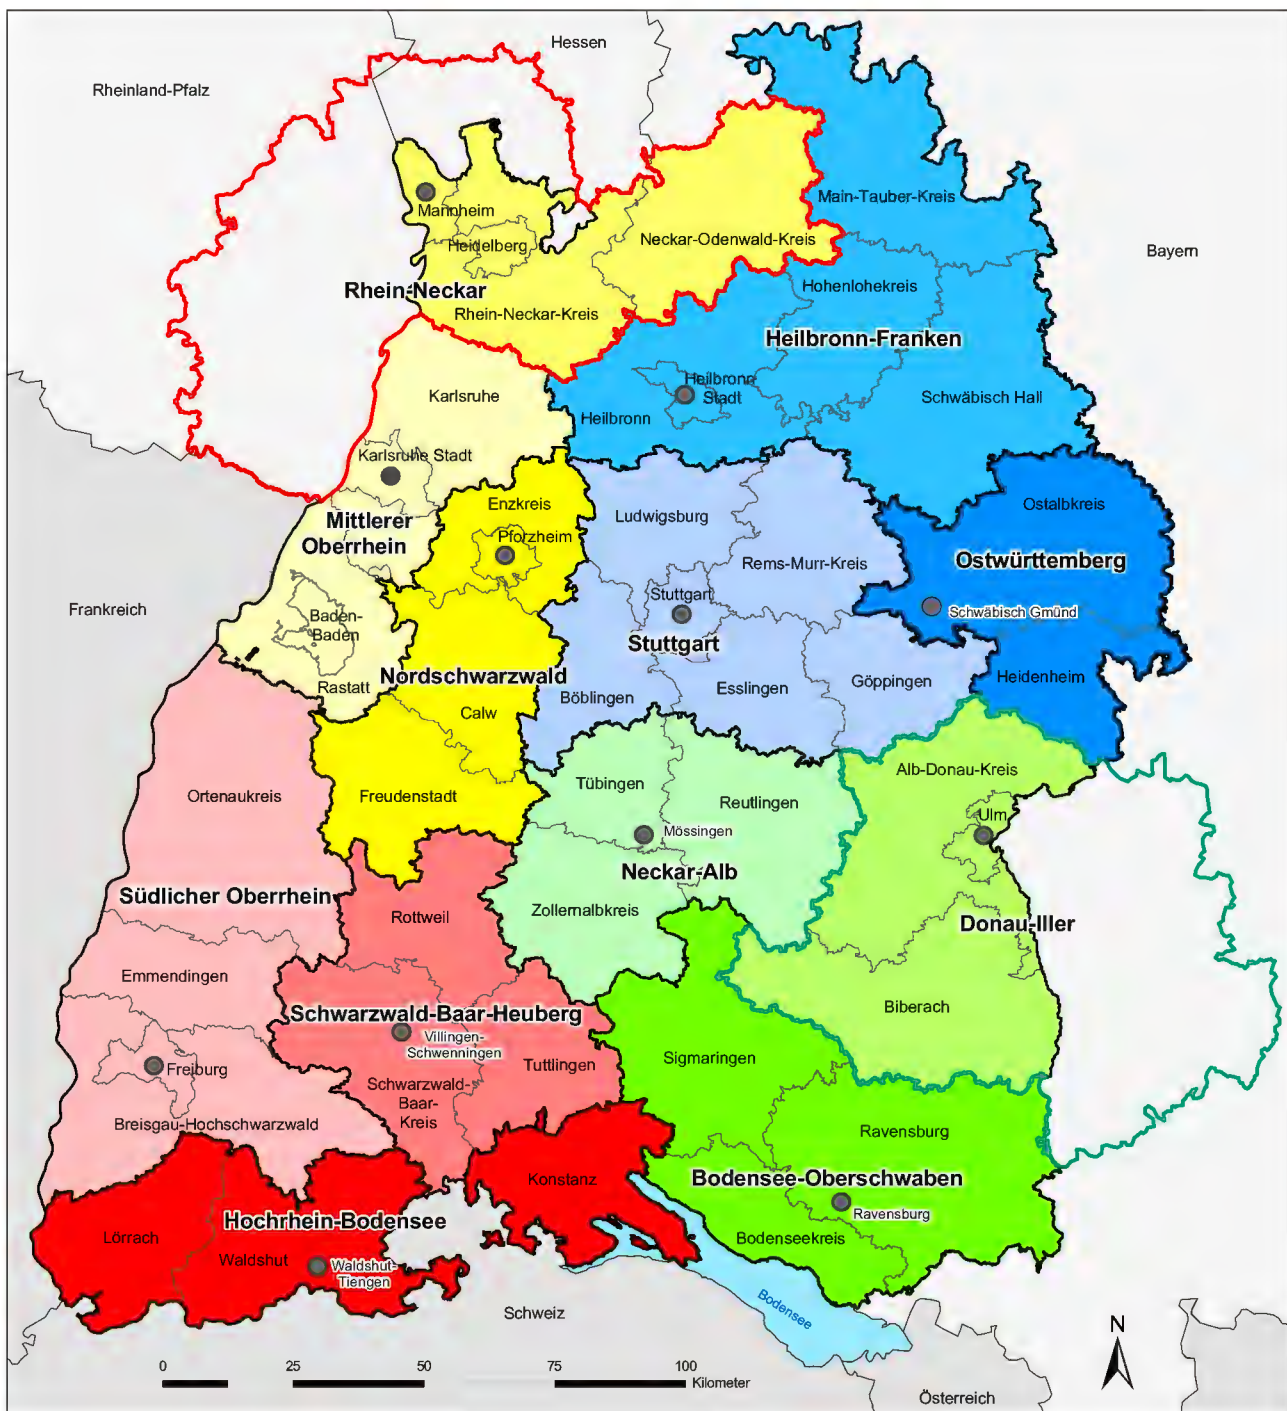 Hessen
Rheinland-Pfalz
Main-Tauber-Kreis
Mannheim
Neckar-Odenwald-Kreis
Heidelberg
Bayern
Rhein-Neckar
Hohenlohekreis
Rhein-Neckar-Kreis
Heilbronn-Franken
Heilbronn
Stadt
Karlsruhe
Schwäbisch Hall
Heilbronn
Karlsruhe Stadt
Enzkreis
Ostalbkreis
Mittlerer
Oberrhein
Ludwigsburg
Pforzheim
Rems-Murr-Kreis
Ostwürttemberg
Stuttgart
Frankreich
Schwäbisch Gmünd
Baden-
Baden
Stuttgart
Nordschwarzwald
Heidenheim
Rastatt
Böblingen
Esslingen
Göppingen
Calw
Alb-Donau-Kreis
Tübingen
Ortenaukreis
Freudenstadt
Reutlingen
Ulm
Mössingen
Neckar-Alb
Südlicher Oberrhein
Rottweil
Zollernalbkreis
Donau-Iller
Emmendingen
Biberach
Schwarzwald-Baar-Heuberg
Villingen-
Schwenningen
Sigmaringen
Tuttlingen
Freiburg
Schwarzwald-
Baar-
Kreis
Breisgau-Hochschwarzwald
Ravensburg
Konstanz
Bodensee-Oberschwaben
Ravensburg
Hochrhein-Bodensee
Lörrach
Bodenseekreis
Waldshut
Waldshut-
Tiengen
Bodensee
Schweiz
N
0 25 50 75 100
Kilometer
Österreich